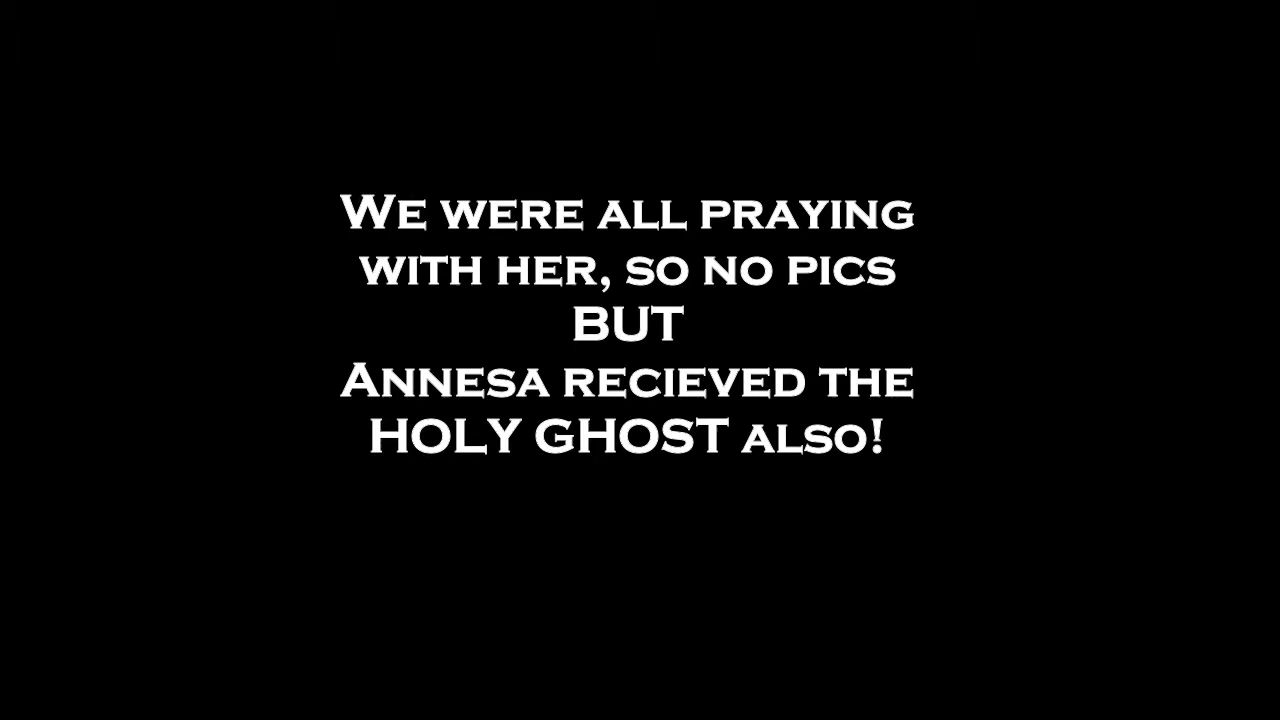 We were all praying
with her, so no pics
BUT
Annesa recieved the
HOLY GHOST also!